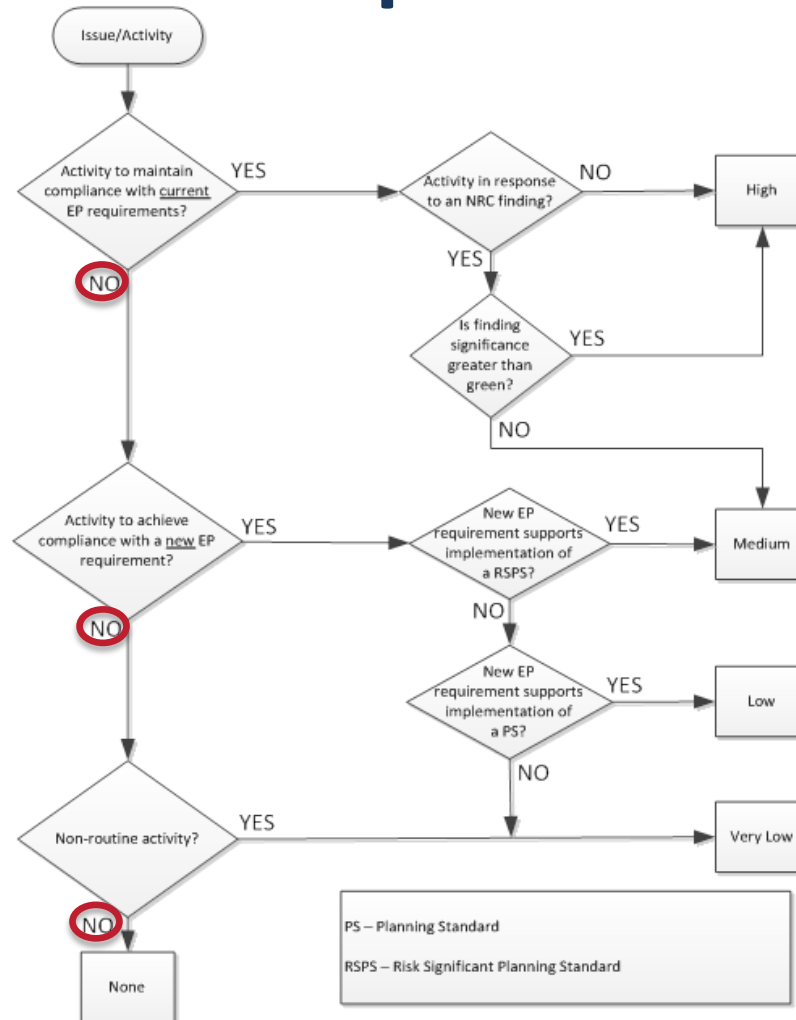 Issue/Activity
Activity to maintain
compliance with current
EP requirements?
YES
Activity in response
to an NRC finding?
NO
High
NO
YES
Is finding
significance
greater than
green?
YES
NO
Activity to achieve
compliance with a new EP
requirement?
YES
New EP
requirement supports
implementation of
a RSPS?
YES
Medium
NO
NO
New EP
requirement supports
implementation of
a PS?
YES
Low
NO
Non-routine activity?
YES
Very Low
NO
None
PS – Planning Standard
RSPS – Risk Significant Planning Standard